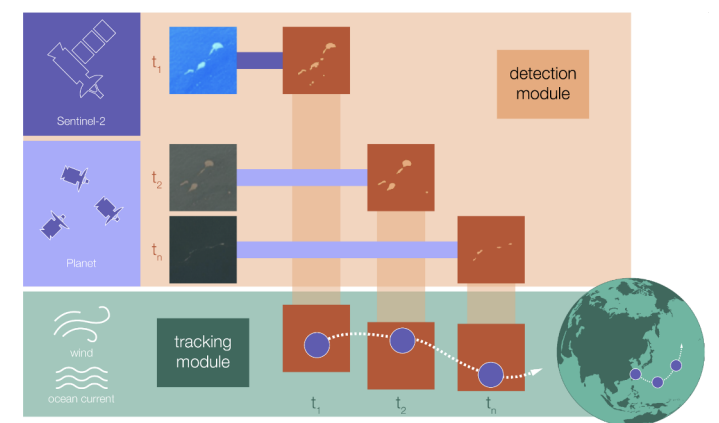 t1
Sentinel-2
detection
module
t2
tn
Planet
wind
tracking
module
ocean current
t1
t2
tn